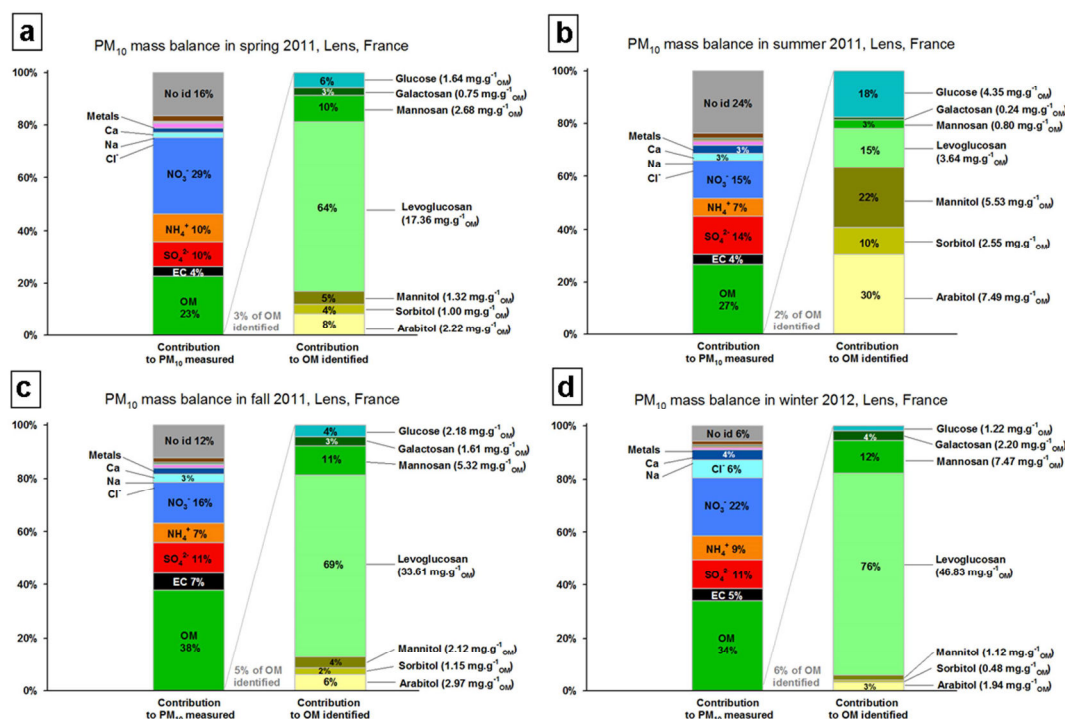 a
PM10 mass balance in spring 2011, Lens, France
100%
80%
60%
40%
20%
0%
No id 16%
Metals
Ca
Na
Cl-
NO3- 29%
NH4+ 10%
SO42- 10%
EC 4%
OM
23%
3% of OM
identified
6%
3%
10%
64%
5%
4%
8%
Glucose (1.64 mg.g-1OM)
Galactosan (0.75 mg.g-1OM)
Mannosan (2.68 mg.g-1OM)
Levoglucosan
(17.36 mg.g-1OM)
Mannitol (1.32 mg.g-1OM)
Sorbitol (1.00 mg.g-1OM)
Arabitol (2.22 mg.g-1OM)
Contribution
to PM10 measured
Contribution
to OM identified
b
PM10 mass balance in summer 2011, Lens, France
100%
80%
60%
40%
20%
0%
No id 24%
Metals
Ca
Na
Cl-
3%
3%
NO3- 15%
NH4+ 7%
SO42- 14%
EC 4%
OM
27%
2% of OM
identified
18%
3%
15%
22%
10%
30%
Glucose (4.35 mg.g-1OM)
Galactosan (0.24 mg.g-1OM)
Mannosan (0.80 mg.g-1OM)
Levoglucosan
(3.64 mg.g-1OM)
Mannitol (5.53 mg.g-1OM)
Sorbitol (2.55 mg.g-1OM)
Arabitol (7.49 mg.g-1OM)
Contribution
to PM10 measured
Contribution
to OM identified
c
PM10 mass balance in fall 2011, Lens, France
100%
80%
60%
40%
20%
0%
No id 12%
Metals
Ca
Na
Cl-
3%
NO3- 16%
NH4+ 7%
SO42- 11%
EC 7%
OM
38%
5% of OM
identified
4%
3%
11%
69%
4%
2%
6%
Glucose (2.18 mg.g-1OM)
Galactosan (1.61 mg.g-1OM)
Mannosan (5.32 mg.g-1OM)
Levoglucosan
(33.61 mg.g-1OM)
Mannitol (2.12 mg.g-1OM)
Sorbitol (1.15 mg.g-1OM)
Arabitol (2.97 mg.g-1OM)
Contribution
to PM10 measured
Contribution
to OM identified
d
PM10 mass balance in winter 2012, Lens, France
100%
80%
60%
40%
20%
0%
No id 6%
Metals
Ca
Na
4%
Cl- 6%
NO3- 22%
NH4+ 9%
SO42- 11%
EC 5%
OM
34%
6% of OM
identified
4%
12%
76%
3%
Glucose (1.22 mg.g-1OM)
Galactosan (2.20 mg.g-1OM)
Mannosan (7.47 mg.g-1OM)
Levoglucosan
(46.83 mg.g-1OM)
Mannitol (1.12 mg.g-1OM)
Sorbitol (0.48 mg.g-1OM)
Arabitol (1.94 mg.g-1OM)
Contribution
to PM10 measured
Contribution
to OM identified